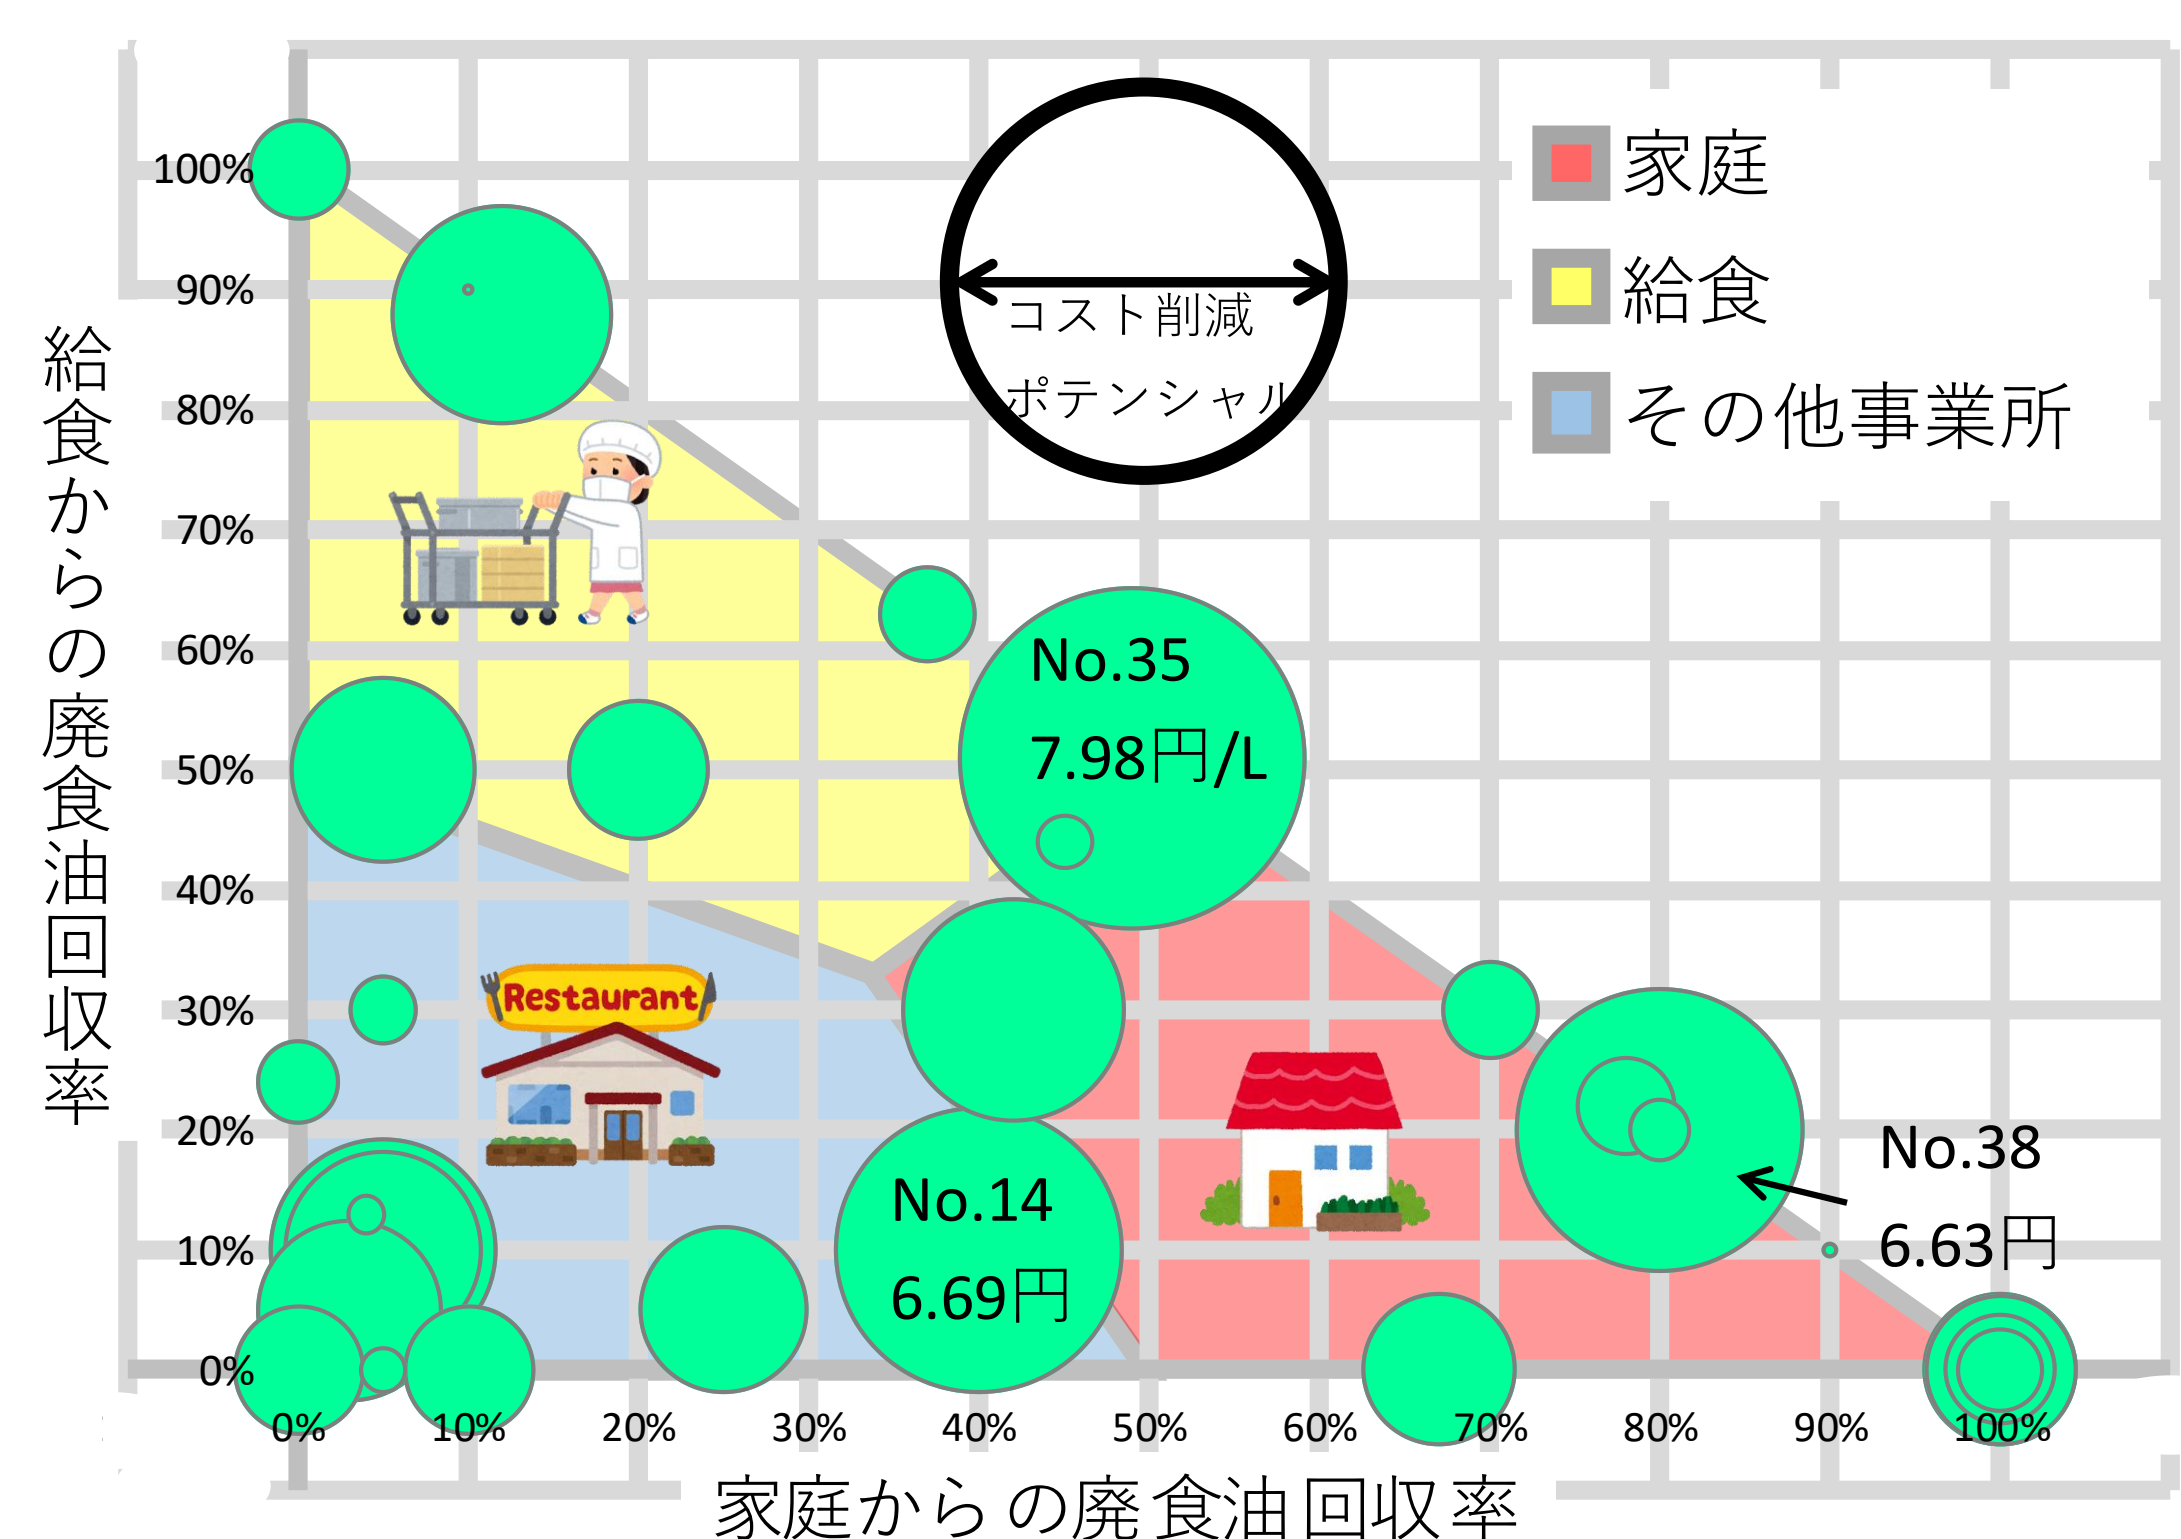 家庭
給食
その他事業所
コスト削減
ポテンシャル
給食からの廃食油回収率
100%
90%
80%
70%
60%
50%
40%
30%
20%
10%
0%
No.35
7.98円/L
Restaurant
No.14
6.69円
No.38
6.63円
0% 10% 20% 30% 40% 50% 60% 70% 80% 90% 100%
家庭からの廃食油回収率